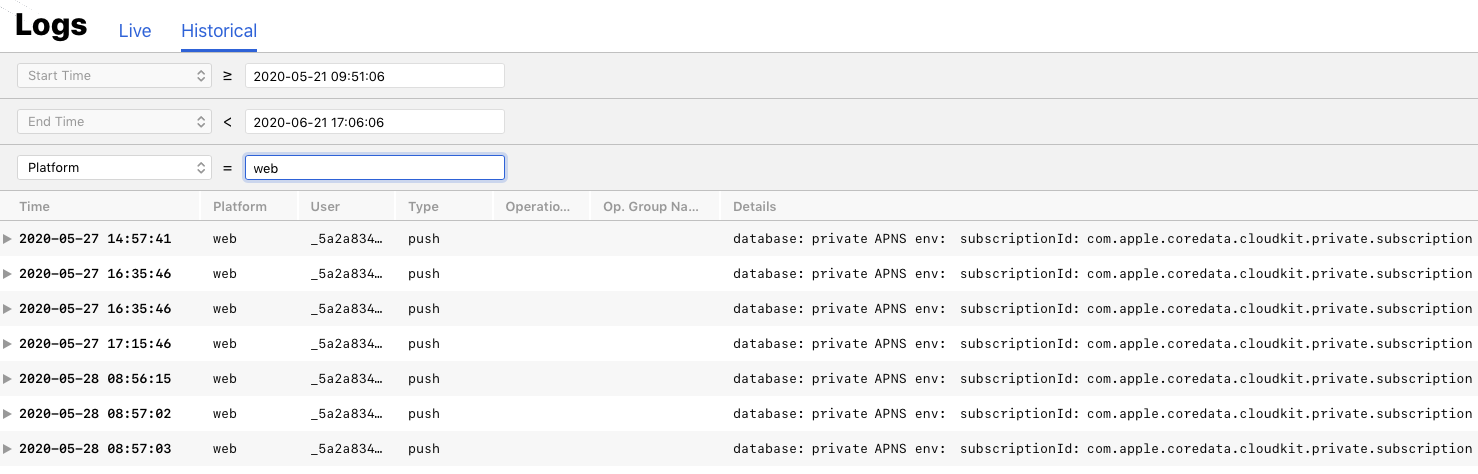 Logs Live Historical
Start Time ≥ 2020-05-21 09:51:06
End Time < 2020-06-21 17:06:06
Platform = web
Time Platform User Type Operatio... Op. Group Na... Details
2020-05-27 14:57:41 web _5a2a834… push database: private APNS env: subscriptionId: com.apple.coredata.cloudkit.private.subscription
2020-05-27 16:35:46 web _5a2a834… push database: private APNS env: subscriptionId: com.apple.coredata.cloudkit.private.subscription
2020-05-27 16:35:46 web _5a2a834… push database: private APNS env: subscriptionId: com.apple.coredata.cloudkit.private.subscription
2020-05-27 17:15:46 web _5a2a834… push database: private APNS env: subscriptionId: com.apple.coredata.cloudkit.private.subscription
2020-05-28 08:56:15 web _5a2a834… push database: private APNS env: subscriptionId: com.apple.coredata.cloudkit.private.subscription
2020-05-28 08:57:02 web _5a2a834… push database: private APNS env: subscriptionId: com.apple.coredata.cloudkit.private.subscription
2020-05-28 08:57:03 web _5a2a834… push database: private APNS env: subscriptionId: com.apple.coredata.cloudkit.private.subscription